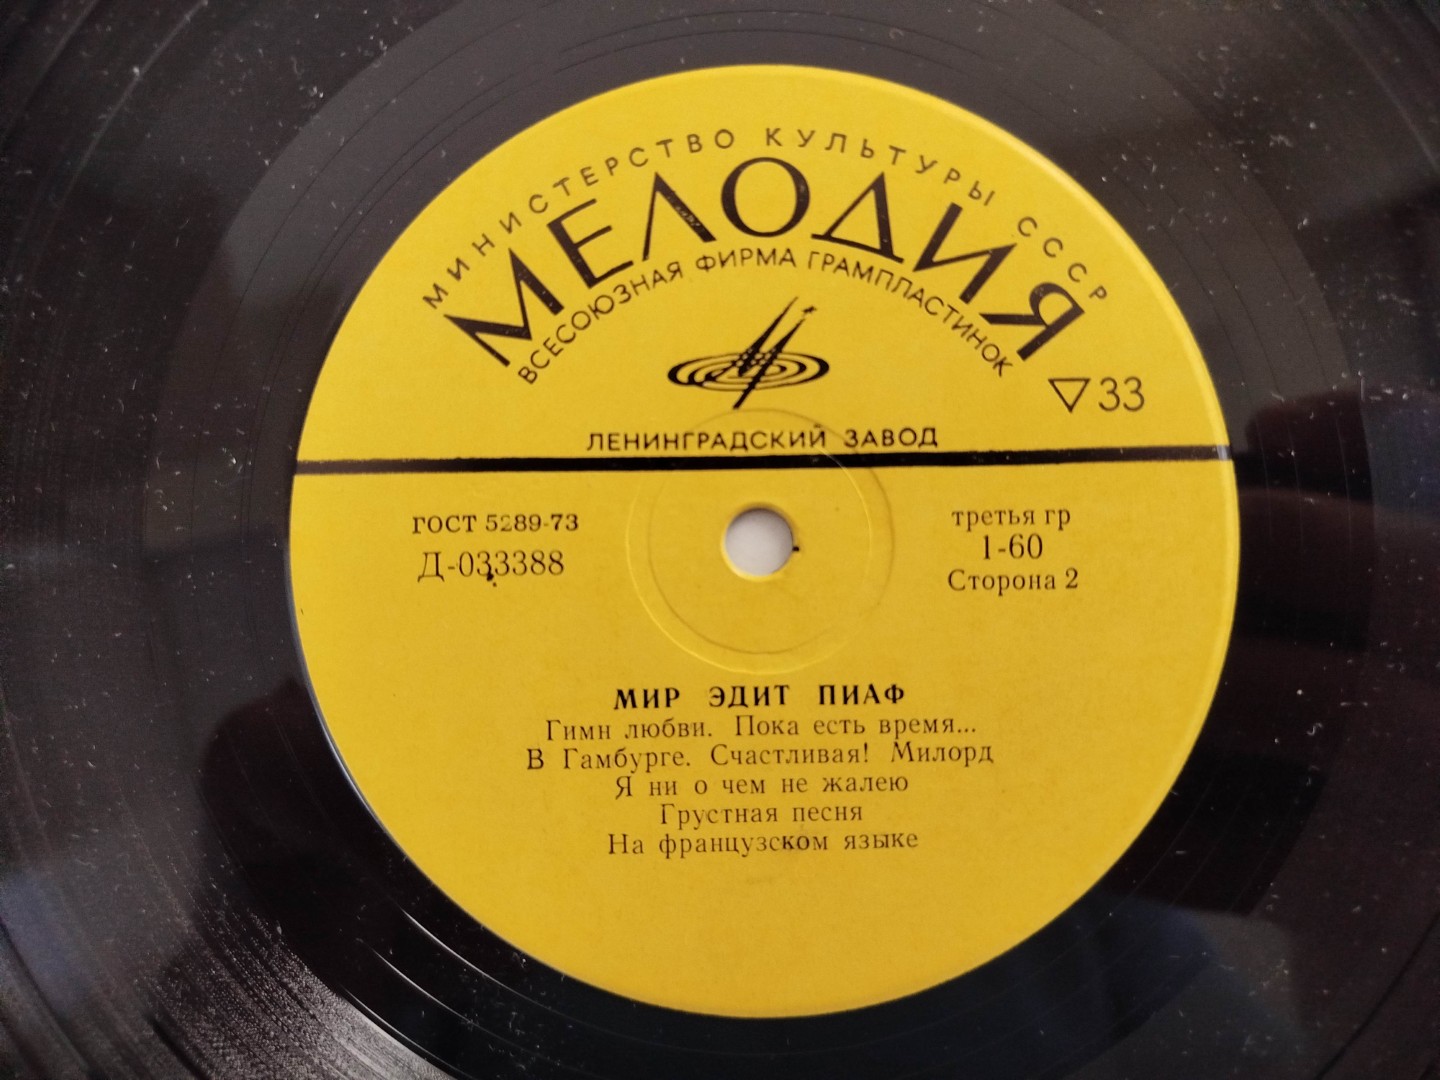 МИНИСТЕРСТВО КУЛЬТУРЫ СССР
МЕЛОДИЯ
ВСЕСОЮЗНАЯ ФИРМА ГРАМПЛАСТИНОК
33
ЛЕНИНГРАДСКИЙ ЗАВОД
ГОСТ 5289-73
Д-033388
третья гр
1-60
Сторона 2
МИР ЭДИТ ПИАФ
Гимн любви. Пока есть время...
В Гамбурге. Счастливая! Милорд
Я ни о чем не жалею
Грустная песня
На французском языке